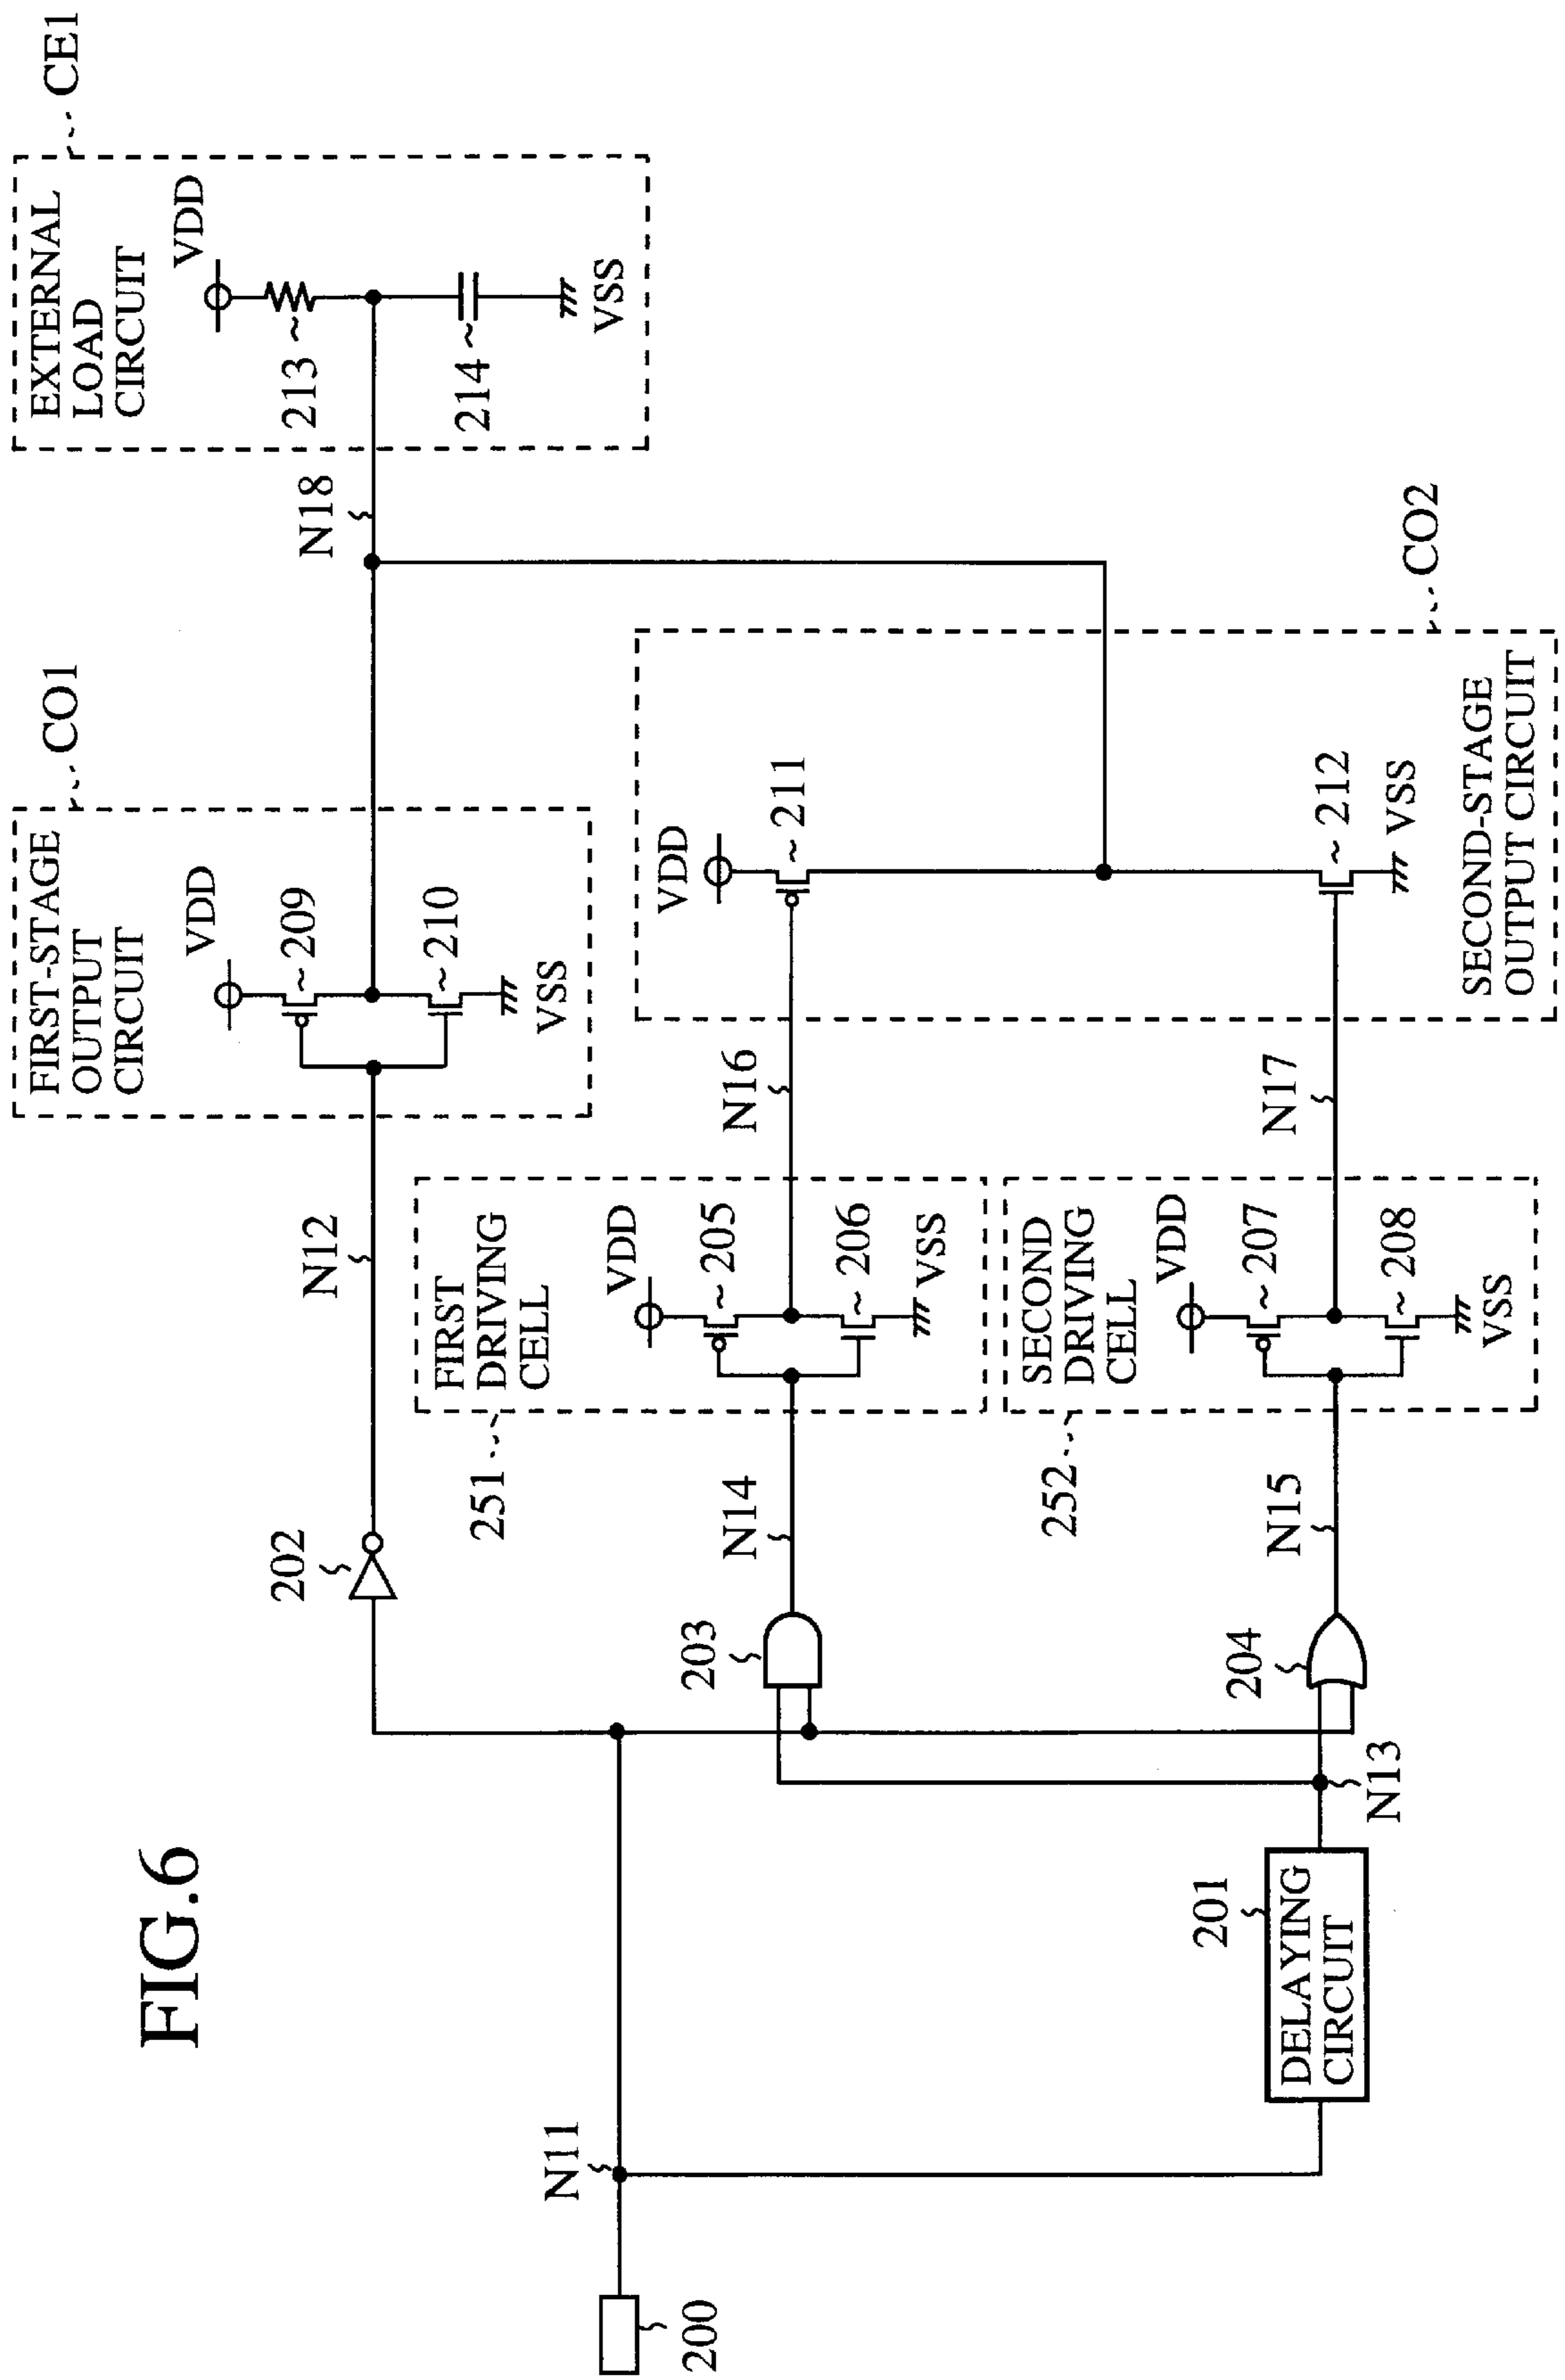 FIG.6
200
N11
201
DELAYING
CIRCUIT
N13
202
203
204
N12
N14
N15
251
FIRST
DRIVING
CELL
VDD
205
206
VSS
252
SECOND
DRIVING
CELL
VDD
207
208
VSS
N16
N17
FIRST-STAGE
OUTPUT
CIRCUIT
CO1
VDD
209
210
VSS
VDD
211
212
VSS
SECOND-STAGE
OUTPUT CIRCUIT
CO2
N18
EXTERNAL
LOAD
CIRCUIT
CE1
VDD
213
214
VSS